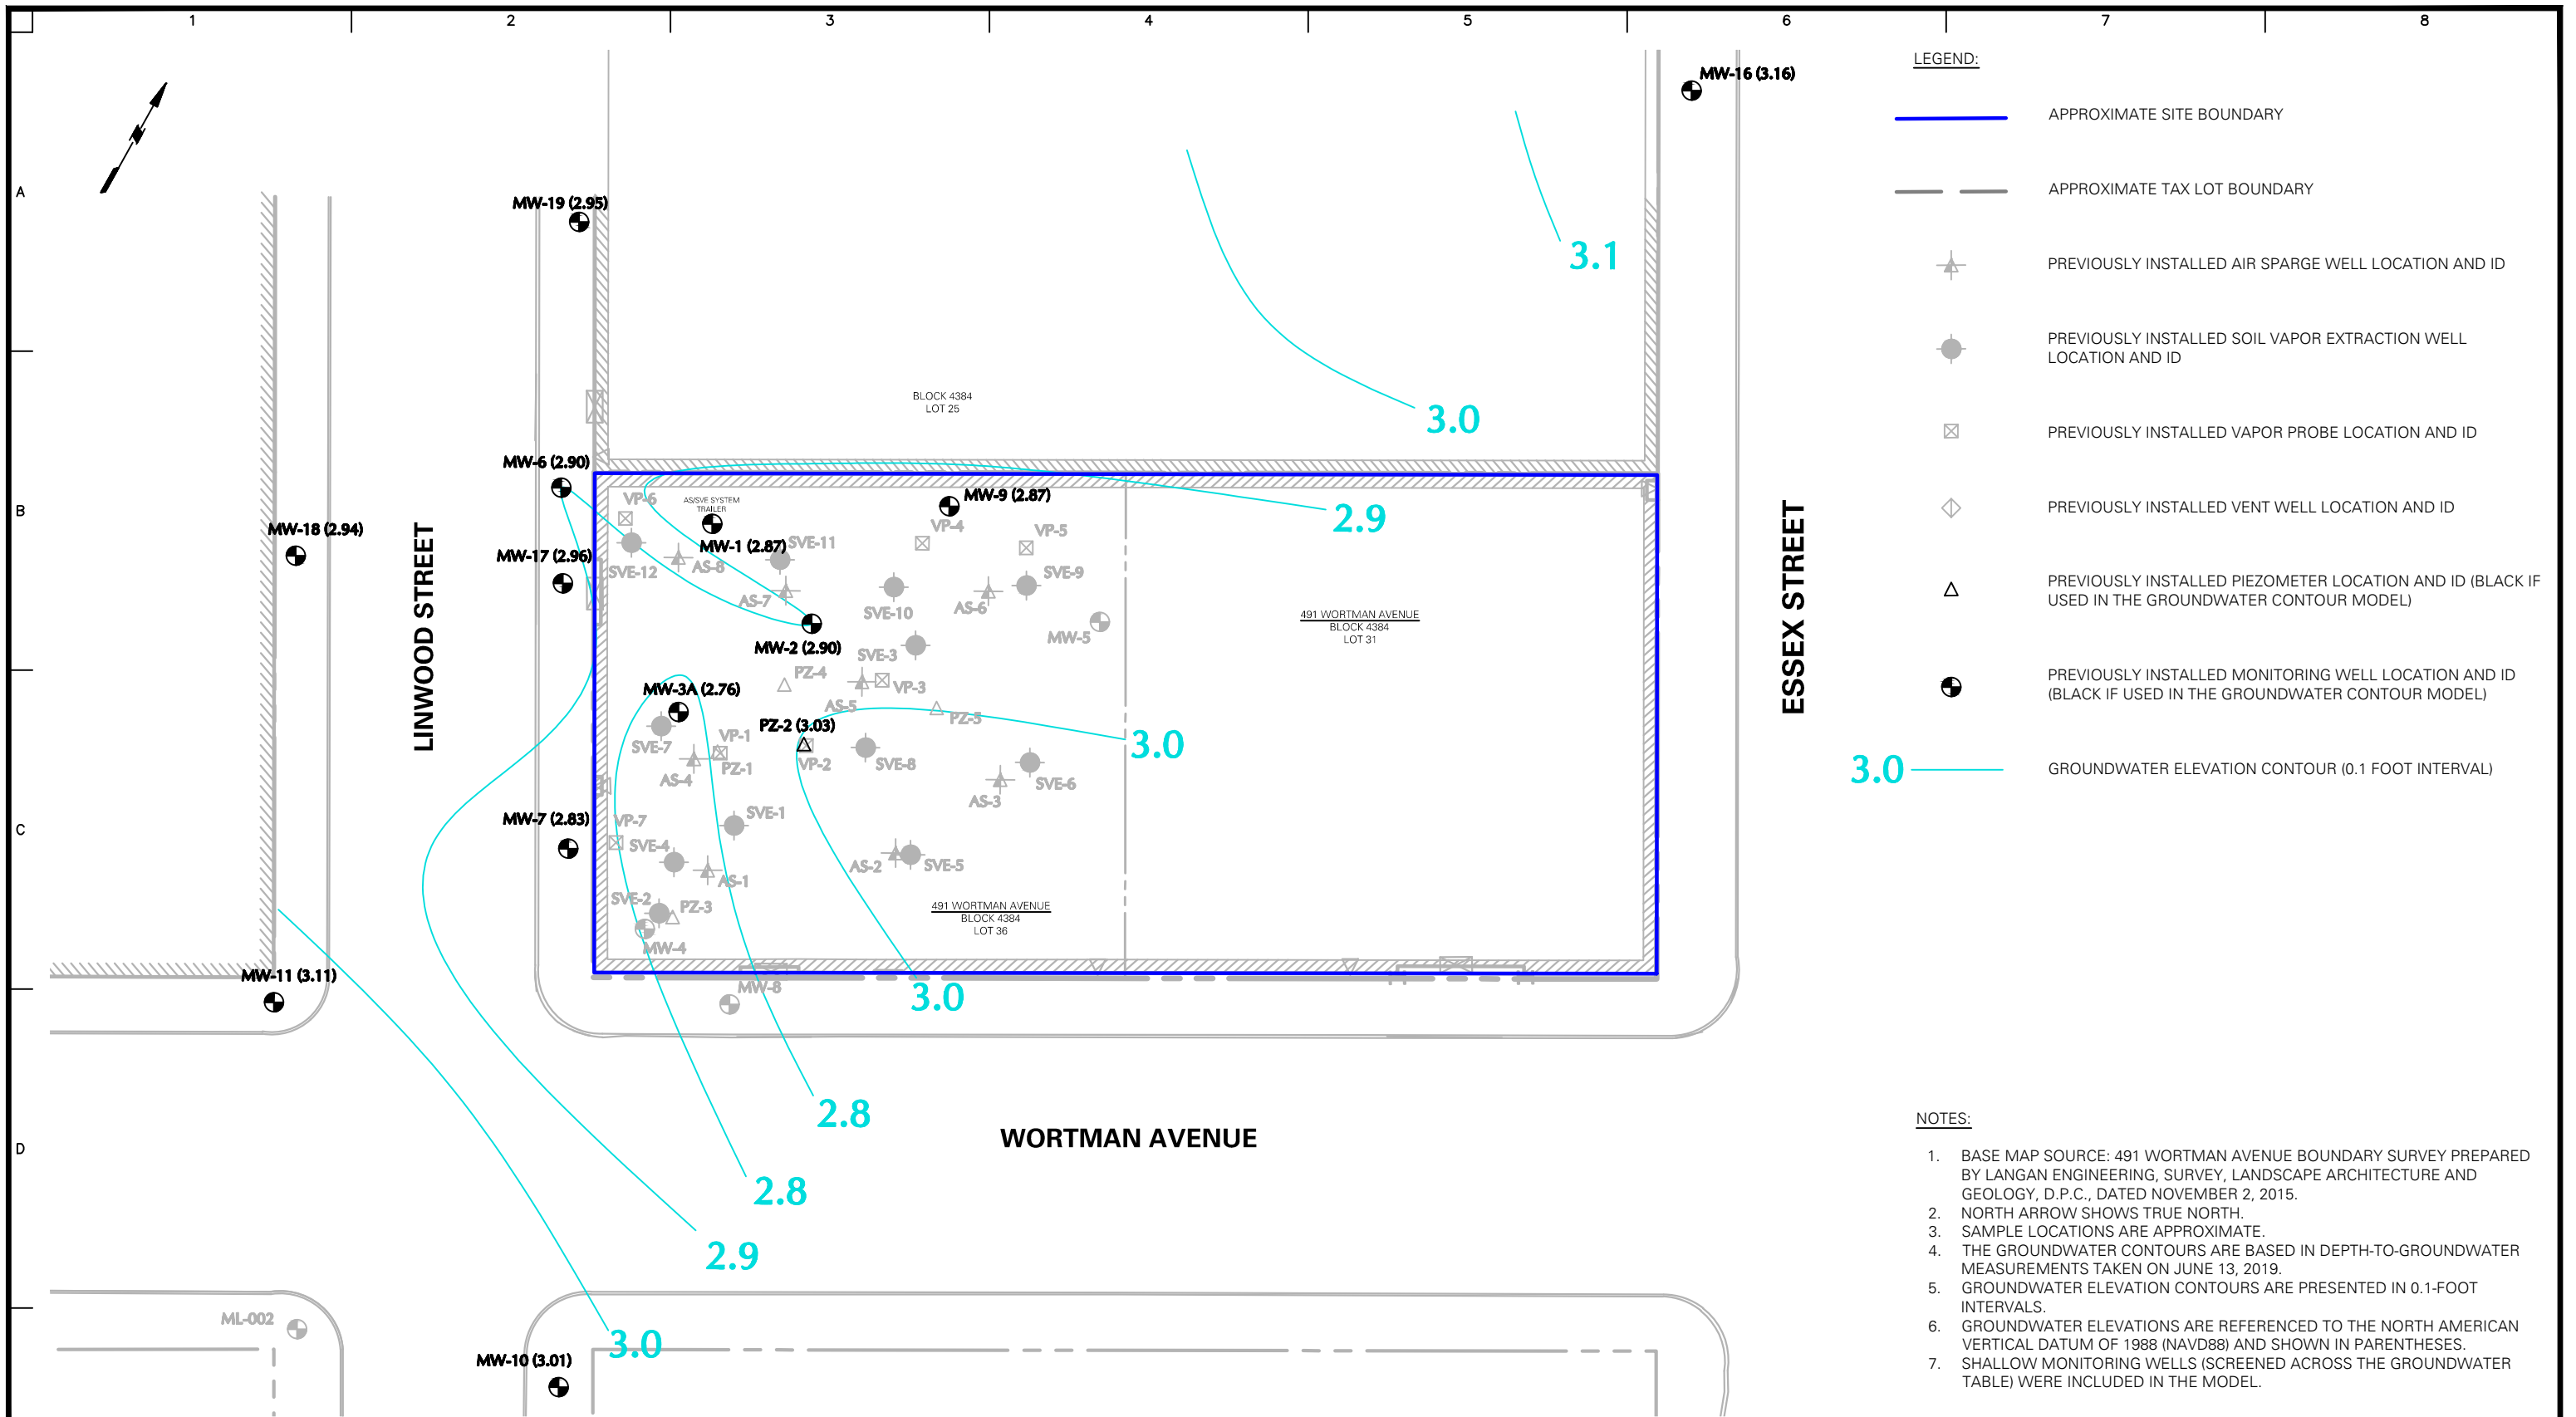 1 2 3 4 5 6 7 8
A
B
C
D
MW-16 (3.16)
MW-19 (2.95)
3.1
3.0
BLOCK 4384
LOT 25
MW-6 (2.90)
MW-18 (2.94)
MW-17 (2.96)
VP-6
AS/SVE SYSTEM
TRAILER
MW-1 (2.87)
MW-9 (2.87)
2.9
VP-4
VP-5
SVE-11
SVE-12
AS-8
AS-7
SVE-10
AS-6
SVE-9
MW-2 (2.90)
MW-5
SVE-3
491 WORTMAN AVENUE
BLOCK 4384
LOT 31
LINWOOD STREET
ESSEX STREET
PZ-4
VP-3
AS-5
PZ-5
MW-3A (2.76)
PZ-2 (3.03)
SVE-7
VP-1
PZ-1
AS-4
VP-2
SVE-8
3.0
AS-3
SVE-6
MW-7 (2.83)
VP-7
SVE-4
SVE-1
AS-1
AS-2
SVE-5
SVE-2
PZ-3
MW-4
491 WORTMAN AVENUE
BLOCK 4384
LOT 36
MW-11 (3.11)
MW-8
3.0
2.8
2.8
2.9
3.0
WORTMAN AVENUE
ML-002
MW-10 (3.01)
LEGEND:
APPROXIMATE SITE BOUNDARY
APPROXIMATE TAX LOT BOUNDARY
PREVIOUSLY INSTALLED AIR SPARGE WELL LOCATION AND ID
PREVIOUSLY INSTALLED SOIL VAPOR EXTRACTION WELL
LOCATION AND ID
PREVIOUSLY INSTALLED VAPOR PROBE LOCATION AND ID
PREVIOUSLY INSTALLED VENT WELL LOCATION AND ID
PREVIOUSLY INSTALLED PIEZOMETER LOCATION AND ID (BLACK IF
USED IN THE GROUNDWATER CONTOUR MODEL)
PREVIOUSLY INSTALLED MONITORING WELL LOCATION AND ID
(BLACK IF USED IN THE GROUNDWATER CONTOUR MODEL)
3.0 GROUNDWATER ELEVATION CONTOUR (0.1 FOOT INTERVAL)
NOTES:
1. BASE MAP SOURCE: 491 WORTMAN AVENUE BOUNDARY SURVEY PREPARED
BY LANGAN ENGINEERING, SURVEY, LANDSCAPE ARCHITECTURE AND
GEOLOGY, D.P.C., DATED NOVEMBER 2, 2015.
2. NORTH ARROW SHOWS TRUE NORTH.
3. SAMPLE LOCATIONS ARE APPROXIMATE.
4. THE GROUNDWATER CONTOURS ARE BASED IN DEPTH-TO-GROUNDWATER
MEASUREMENTS TAKEN ON JUNE 13, 2019.
5. GROUNDWATER ELEVATION CONTOURS ARE PRESENTED IN 0.1-FOOT
INTERVALS.
6. GROUNDWATER ELEVATIONS ARE REFERENCED TO THE NORTH AMERICAN
VERTICAL DATUM OF 1988 (NAVD88) AND SHOWN IN PARENTHESES.
7. SHALLOW MONITORING WELLS (SCREENED ACROSS THE GROUNDWATER
TABLE) WERE INCLUDED IN THE MODEL.